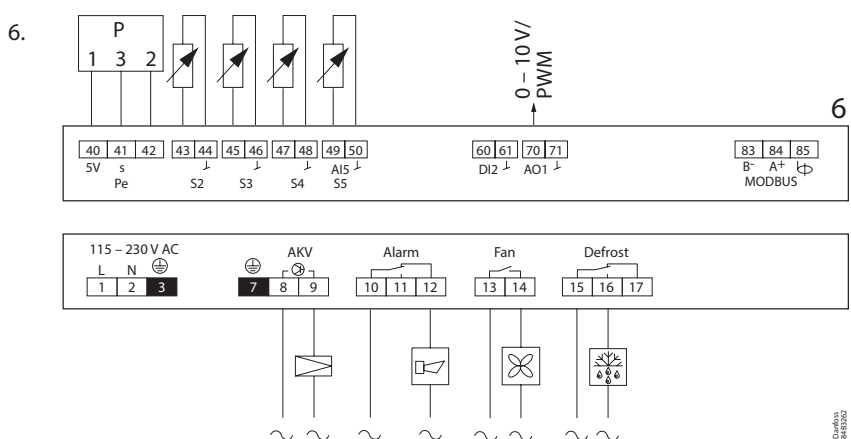 6.
P
1 3 2
0 – 10 V/
PWM
6
40 41 42 43 44 45 46 47 48 49 50 60 61 70 71 83 84 85
5V s AI5 DI2 AO1 B- A+
Pe S2 S3 S4 S5 MODBUS
115 – 230 V AC AKV Alarm Fan Defrost
L N
1 2 3 7 8 9 10 11 12 13 14 15 16 17
Danfoss
84B3262